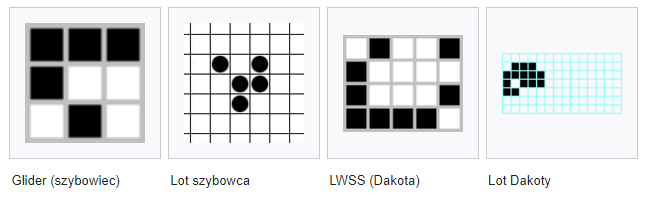 Glider (szybowiec)
Lot szybowca
LWSS (Dakota)
Lot Dakoty